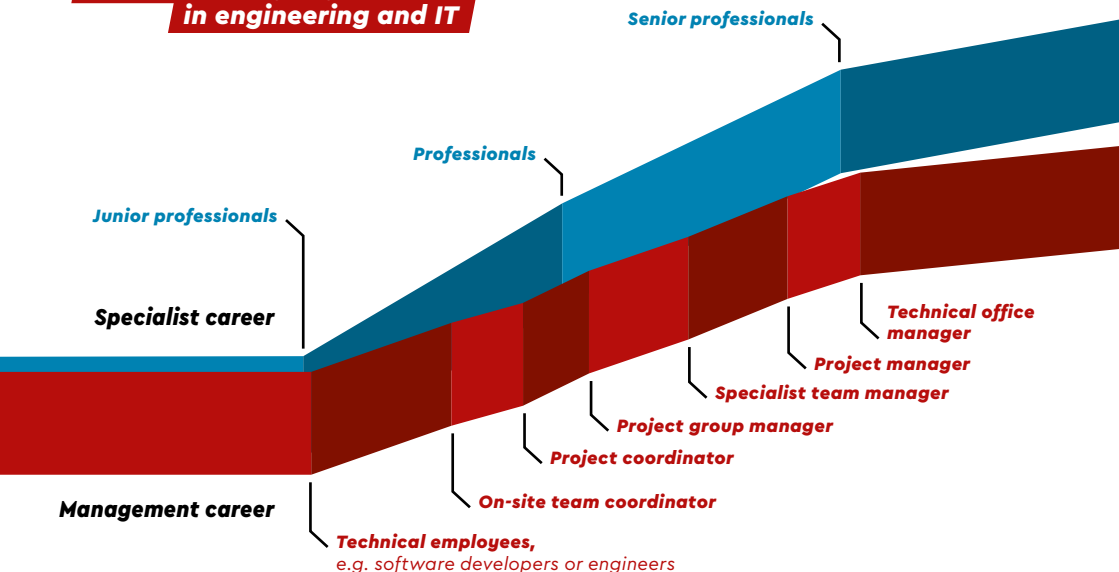 in engineering and IT
Senior professionals
Professionals
Junior professionals
Specialist career
Technical office
manager
Project manager
Specialist team manager
Project group manager
Project coordinator
Management career
On-site team coordinator
Technical employees,
e.g. software developers or engineers